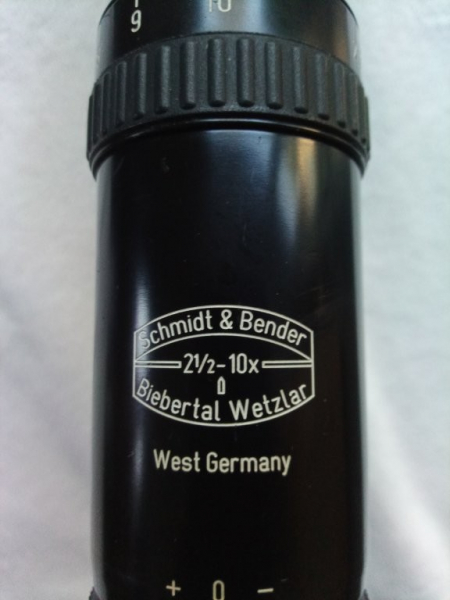 9 10
Schmidt & Bender
2½-10x
Biebertal Wetzlar
West Germany
+ 0 -